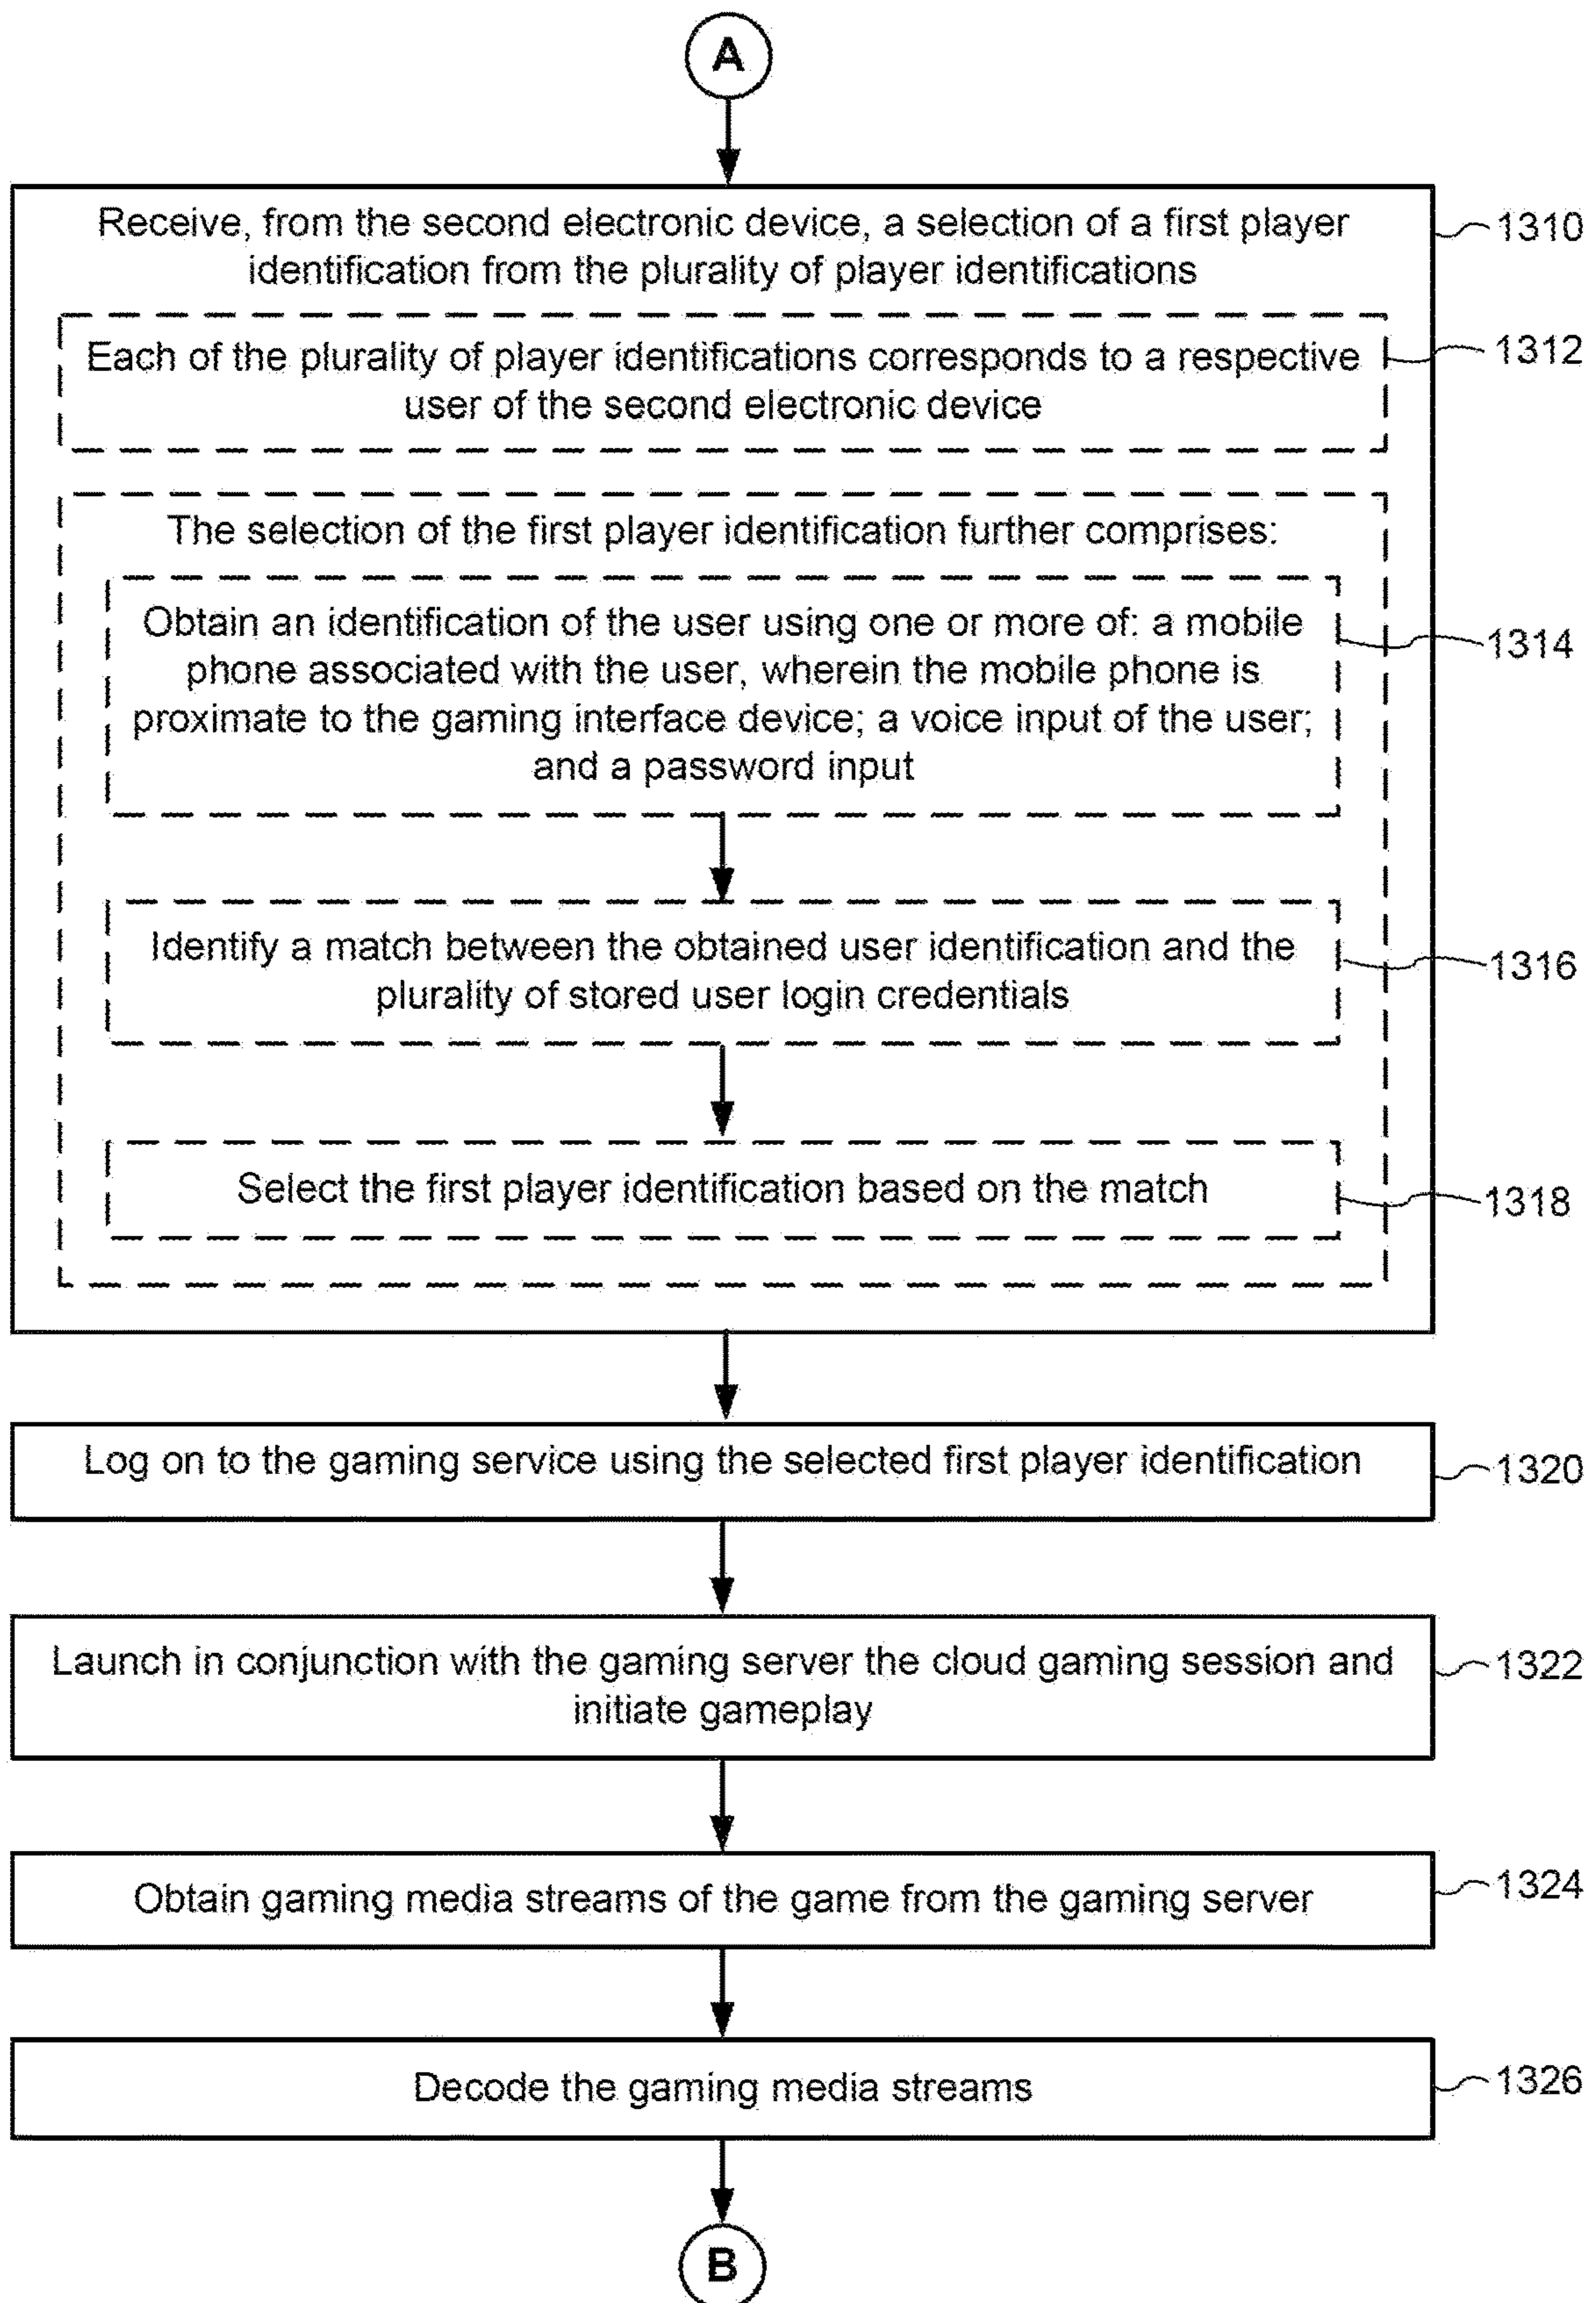 A
Receive, from the second electronic device, a selection of a first player
identification from the plurality of player identifications
1310
Each of the plurality of player identifications corresponds to a respective
user of the second electronic device
1312
The selection of the first player identification further comprises:
Obtain an identification of the user using one or more of: a mobile
phone associated with the user, wherein the mobile phone is
proximate to the gaming interface device; a voice input of the user;
and a password input
1314
Identify a match between the obtained user identification and the
plurality of stored user login credentials
1316
Select the first player identification based on the match
1318
Log on to the gaming service using the selected first player identification
1320
Launch in conjunction with the gaming server the cloud gaming session and
initiate gameplay
1322
Obtain gaming media streams of the game from the gaming server
1324
Decode the gaming media streams
1326
B